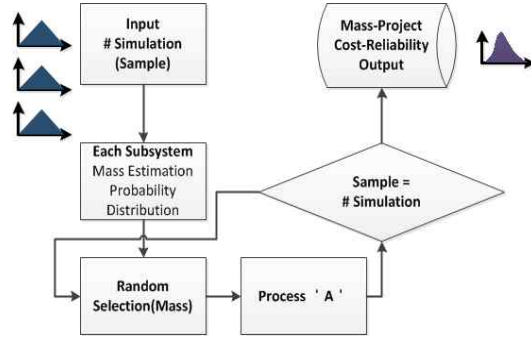 Input
# Simulation
(Sample)
Mass-Project
Cost-Reliability
Output
Each Subsystem
Mass Estimation
Probability
Distribution
Sample =
# Simulation
Random
Selection(Mass)
Process ‘ A ’